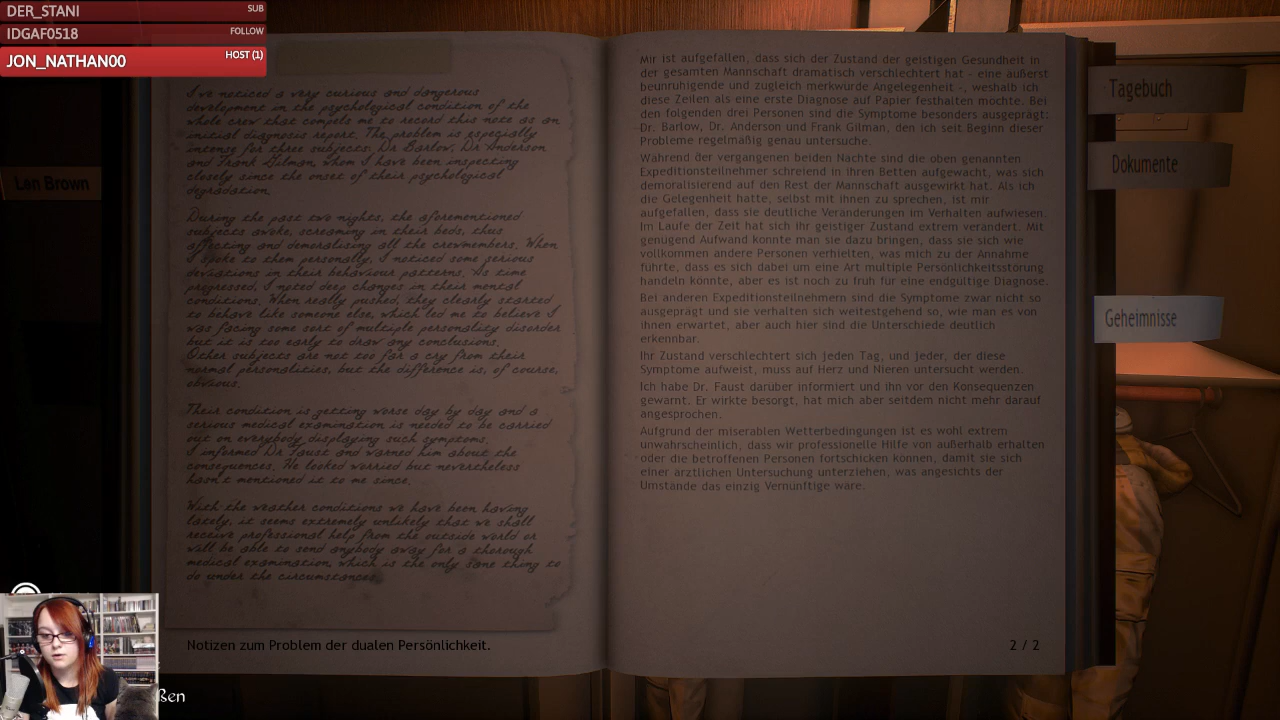 DER_STANI
SUB
IDGAF0518
FOLLOW
JON_NATHAN00
HOST (1)
Len Brown
I've noticed a very curious and dangerous
development in the psychological condition of the
whole crew that compels me to record this note as an
initial diagnosis report. The problem is especially
intense for three subjects: Dr Barlow, Dr Anderson
and Frank Gilman, whom I have been inspecting
closely since the onset of their psychological
degradation.
During the past two nights, the aforementioned
subjects awoke, screaming in their beds, thus
affecting and demoralising all the crewmembers. When
I spoke to them personally, I noticed some serious
deviations in their behaviour patterns. As time
progressed, I noted deep changes in their mental
conditions. When really pushed, they clearly started
to behave like someone else, which led me to believe I
was facing some sort of multiple personality disorder
but it is too early to draw any conclusions.
Other subjects are not too far a cry from their
normal personalities, but the difference is, of course,
obvious.
Their condition is getting worse day by day and a
serious medical examination is needed to be carried
out on everybody displaying such symptoms.
I informed Dr Faust and warned him about the
consequences. He looked worried but nevertheless
hasn't mentioned it to me since.
With the weather conditions we have been having
lately, it seems extremely unlikely that we shall
receive professional help from the outside world or
will be able to send anybody away for a thorough
medical examination, which is the only sane thing to
do under the circumstances.
Notizen zum Problem der dualen Persönlichkeit.
Mir ist aufgefallen, dass sich der Zustand der geistigen Gesundheit in
der gesamten Mannschaft dramatisch verschlechtert hat - eine äußerst
beunruhigende und zugleich merkwürde Angelegenheit -, weshalb ich
diese Zeilen als eine erste Diagnose auf Papier festhalten möchte. Bei
den folgenden drei Personen sind die Symptome besonders ausgeprägt:
Dr. Barlow, Dr. Anderson und Frank Gilman, den ich seit Beginn dieser
Probleme regelmäßig genau untersuche.
Während der vergangenen beiden Nächte sind die oben genannten
Expeditionsteilnehmer schreiend in ihren Betten aufgewacht, was sich
demoralisierend auf den Rest der Mannschaft ausgewirkt hat. Als ich
die Gelegenheit hatte, selbst mit ihnen zu sprechen, ist mir
aufgefallen, dass sie deutliche Veränderungen im Verhalten aufwiesen.
Im Laufe der Zeit hat sich ihr geistiger Zustand extrem verändert. Mit
genügend Aufwand konnte man sie dazu bringen, dass sie sich wie
vollkommen andere Personen verhielten, was mich zu der Annahme
führte, dass es sich dabei um eine Art multiple Persönlichkeitsstörung
handeln könnte, aber es ist noch zu früh für eine endgültige Diagnose.
Bei anderen Expeditionsteilnehmern sind die Symptome zwar nicht so
ausgeprägt und sie verhalten sich weitestgehend so, wie man es von
ihnen erwartet, aber auch hier sind die Unterschiede deutlich
erkennbar.
Ihr Zustand verschlechtert sich jeden Tag, und jeder, der diese
Symptome aufweist, muss auf Herz und Nieren untersucht werden.
Ich habe Dr. Faust darüber informiert und ihn vor den Konsequenzen
gewarnt. Er wirkte besorgt, hat mich aber seitdem nicht mehr darauf
angesprochen.
Aufgrund der miserablen Wetterbedingungen ist es wohl extrem
unwahrscheinlich, dass wir professionelle Hilfe von außerhalb erhalten
oder die betroffenen Personen fortschicken können, damit sie sich
einer ärztlichen Untersuchung unterziehen, was angesichts der
Umstände das einzig Vernünftige wäre.
2 / 2
Tagebuch
Dokumente
Geheimnisse
ßen